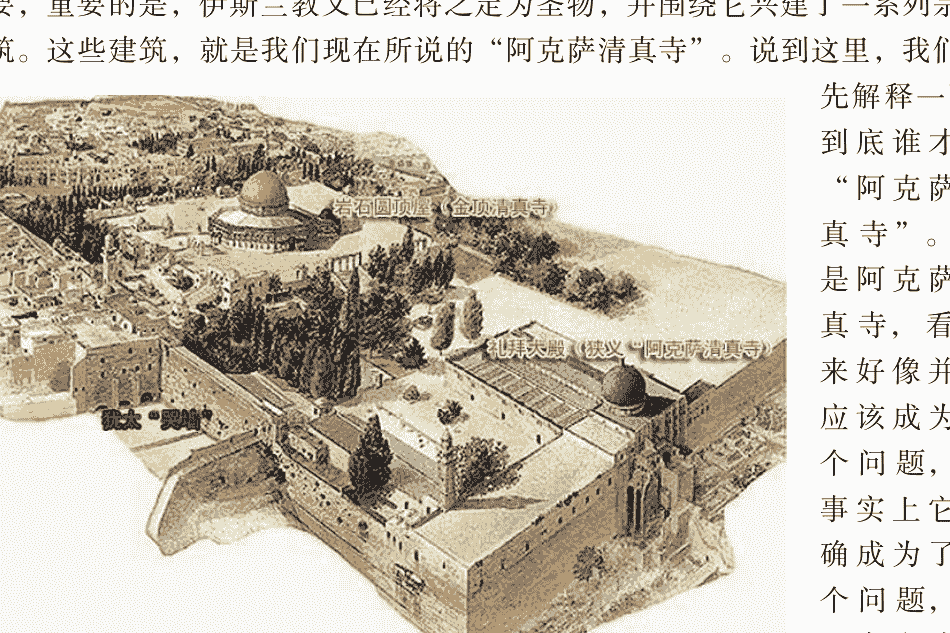 要，重要的是，伊斯兰教又已经将之定为圣物，并围绕它兴建了一系列宗
筑。这些建筑，就是我们现在所说的“阿克萨清真寺”。说到这里，我们
先解释一
到底谁才
“阿克萨
真寺”。
是阿克萨
真寺，看
来好像并
应该成为
个问题，
事实上它
确成为了
个问题，
岩石圆顶屋（金顶清真寺）
礼拜大殿（狭义“阿克萨清真寺）
犹太“哭墙”